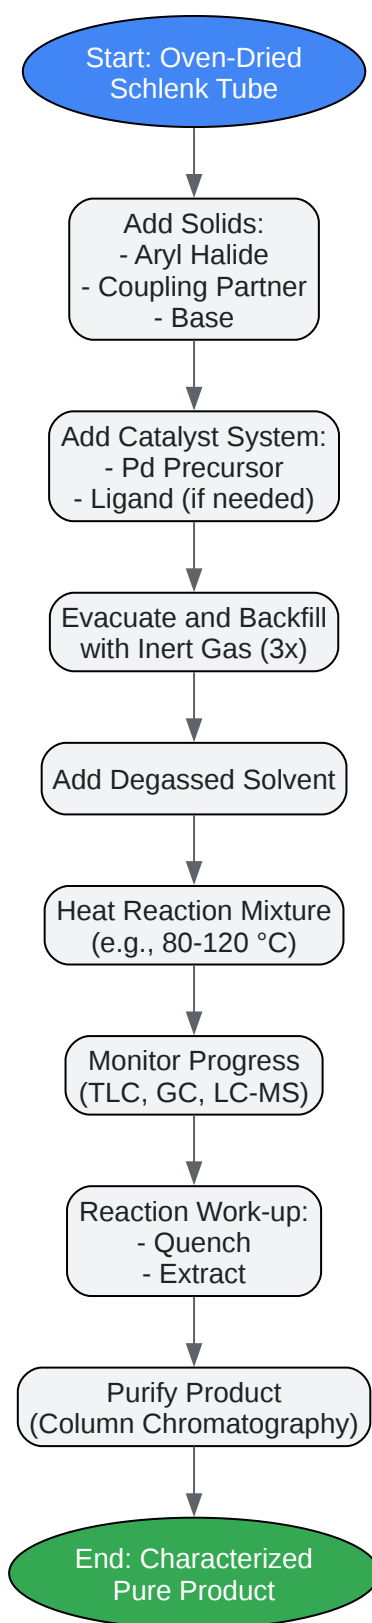 Start: Oven-Dried
Schlenk Tube
Add Solids:
- Aryl Halide
- Coupling Partner
- Base
Add Catalyst System:
- Pd Precursor
- Ligand (if needed)
Evacuate and Backfill
with Inert Gas (3x)
Add Degassed Solvent
Heat Reaction Mixture
(e.g., 80-120 °C)
Monitor Progress
(TLC, GC, LC-MS)
Reaction Work-up:
- Quench
- Extract
Purify Product
(Column Chromatography)
End: Characterized
Pure Product